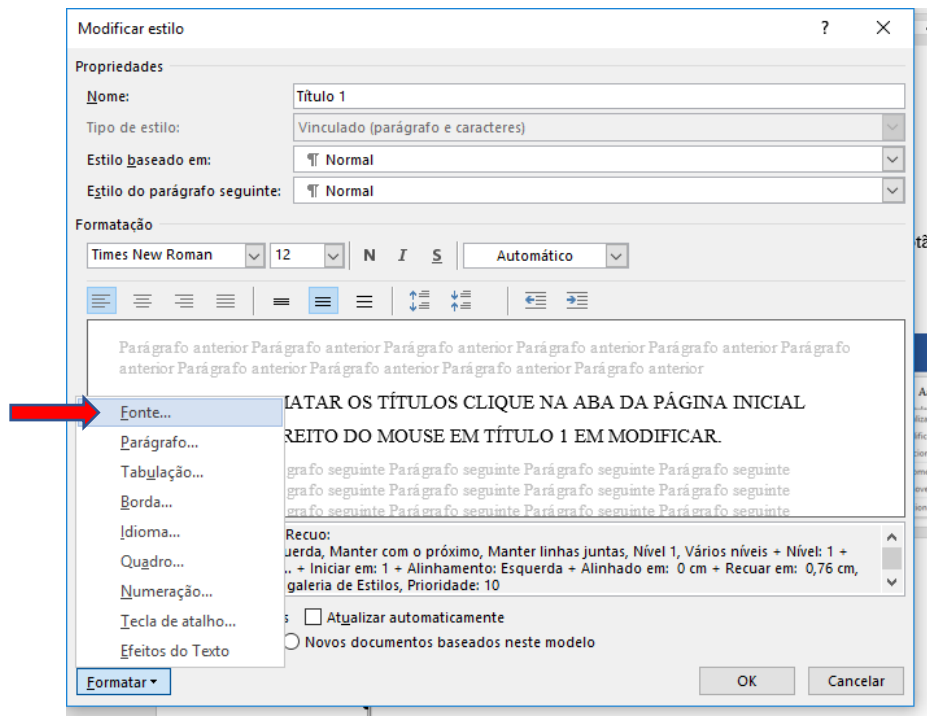 Modificar estilo
?
Propriedades
Nome: Título 1
Tipo de estilo: Vinculado (parágrafo e caracteres)
Estilo baseado em: ¶ Normal
Estilo do parágrafo seguinte: ¶ Normal
Formatação
Times New Roman 12 N I S Automático
Parágrafo anterior Parágrafo anterior Parágrafo anterior Parágrafo anterior Parágrafo anterior Parágrafo
anterior Parágrafo anterior Parágrafo anterior Parágrafo anterior Parágrafo anterior
MATAR OS TÍTULOS CLIQUE NA ABA DA PÁGINA INICIAL
REITO DO MOUSE EM TÍTULO 1 EM MODIFICAR.
grafo seguinte Parágrafo seguinte Parágrafo seguinte Parágrafo seguinte
grafo seguinte Parágrafo seguinte Parágrafo seguinte Parágrafo seguinte
grafo seguinte Parágrafo seguinte Parágrafo seguinte Parágrafo seguinte
Recuo:
uerda, Manter com o próximo, Manter linhas juntas, Nível 1, Vários níveis + Nível: 1 +
.. + Iniciar em: 1 + Alinhamento: Esquerda + Alinhado em: 0 cm + Recuar em: 0,76 cm,
galeria de Estilos, Prioridade: 10
s Atualizar automaticamente
Novos documentos baseados neste modelo
Fonte...
Parágrafo...
Tabulação...
Borda...
Idioma...
Quadro...
Numeração...
Tecla de atalho...
Efeitos do Texto
Formatar
OK Cancelar